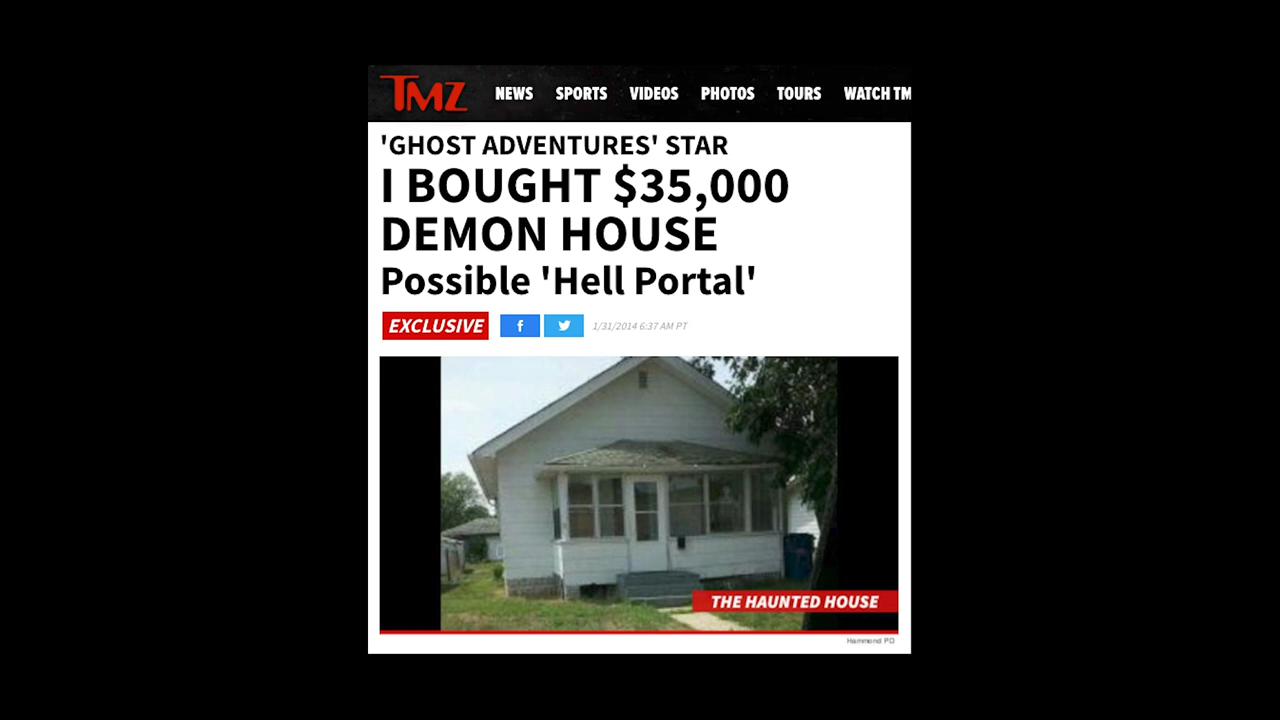 TMZ NEWS SPORTS VIDEOS PHOTOS TOURS WATCH TM
'GHOST ADVENTURES' STAR
I BOUGHT $35,000
DEMON HOUSE
Possible 'Hell Portal'
EXCLUSIVE f 1/31/2014 6:37 AM PT
THE HAUNTED HOUSE
Hammond PD